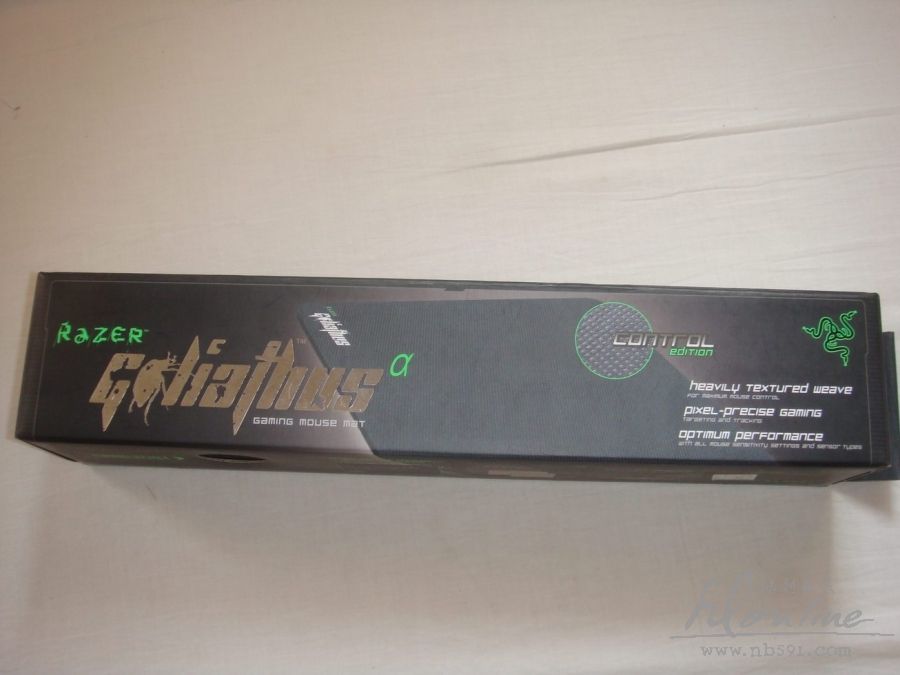 RAZER™
Goliathus™
GAMING MOUSE MAT
Goliathus
α
CONTROL
EDITION
HEAVILY TEXTURED WEAVE
FOR MAXIMUM MOUSE CONTROL
PIXEL-PRECISE GAMING
TARGETING AND TRACKING
OPTIMUM PERFORMANCE
WITH ALL MOUSE SENSITIVITY SETTINGS AND SENSOR TYPES
www.nb591.com